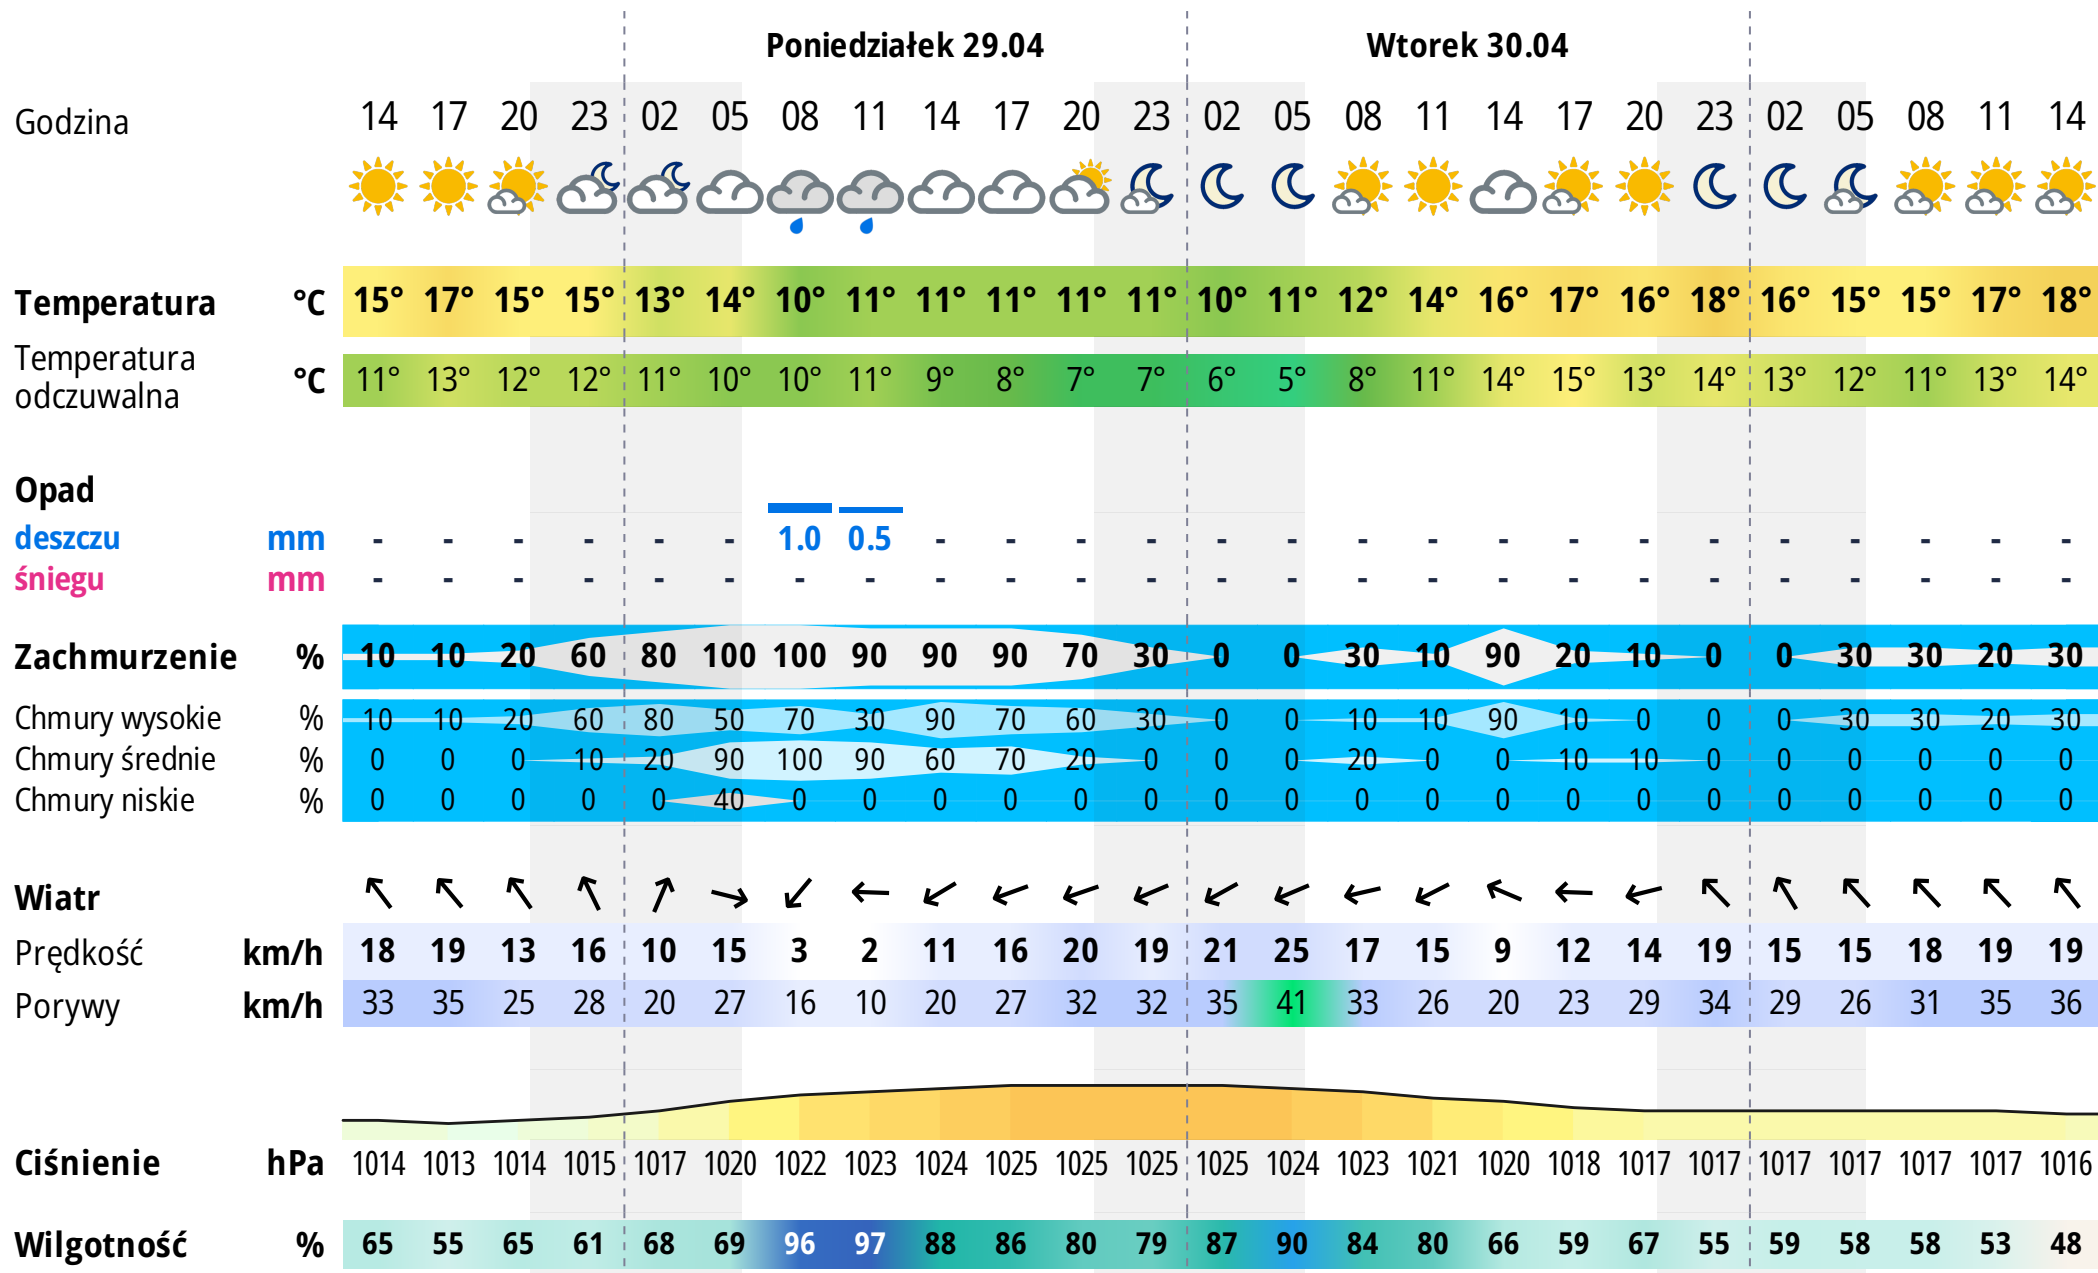 Poniedziałek 29.04 Wtorek 30.04
Godzina 14 17 20 23 02 05 08 11 14 17 20 23 02 05 08 11 14 17 20 23 02 05 08 11 14
Temperatura °C 15° 17° 15° 15° 13° 14° 10° 11° 11° 11° 11° 11° 10° 11° 12° 14° 16° 17° 16° 18° 16° 15° 15° 17° 18°
Temperatura
odczuwalna °C 11° 13° 12° 12° 11° 10° 10° 11° 9° 8° 7° 7° 6° 5° 8° 11° 14° 15° 13° 14° 13° 12° 11° 13° 14°
Opad
deszczu mm - - - - - - 1.0 0.5 - - - - - - - - - - - - - - - - -
śniegu mm - - - - - - - - - - - - - - - - - - - - - - - - -
Zachmurzenie % 10 10 20 60 80 100 100 90 90 90 70 30 0 0 30 10 90 20 10 0 0 30 30 20 30
Chmury wysokie % 10 10 20 60 80 50 70 30 90 70 60 30 0 0 10 10 90 10 0 0 0 30 30 20 30
Chmury średnie % 0 0 0 10 20 90 100 90 60 70 20 0 0 0 20 0 0 10 10 0 0 0 0 0 0
Chmury niskie % 0 0 0 0 0 40 0 0 0 0 0 0 0 0 0 0 0 0 0 0 0 0 0 0 0
Wiatr
Prędkość km/h 18 19 13 16 10 15 3 2 11 16 20 19 21 25 17 15 9 12 14 19 15 15 18 19 19
Porywy km/h 33 35 25 28 20 27 16 10 20 27 32 32 35 41 33 26 20 23 29 34 29 26 31 35 36
Ciśnienie hPa 1014 1013 1014 1015 1017 1020 1022 1023 1024 1025 1025 1025 1025 1024 1023 1021 1020 1018 1017 1017 1017 1017 1017 1017 1016
Wilgotność % 65 55 65 61 68 69 96 97 88 86 80 79 87 90 84 80 66 59 67 55 59 58 58 53 48